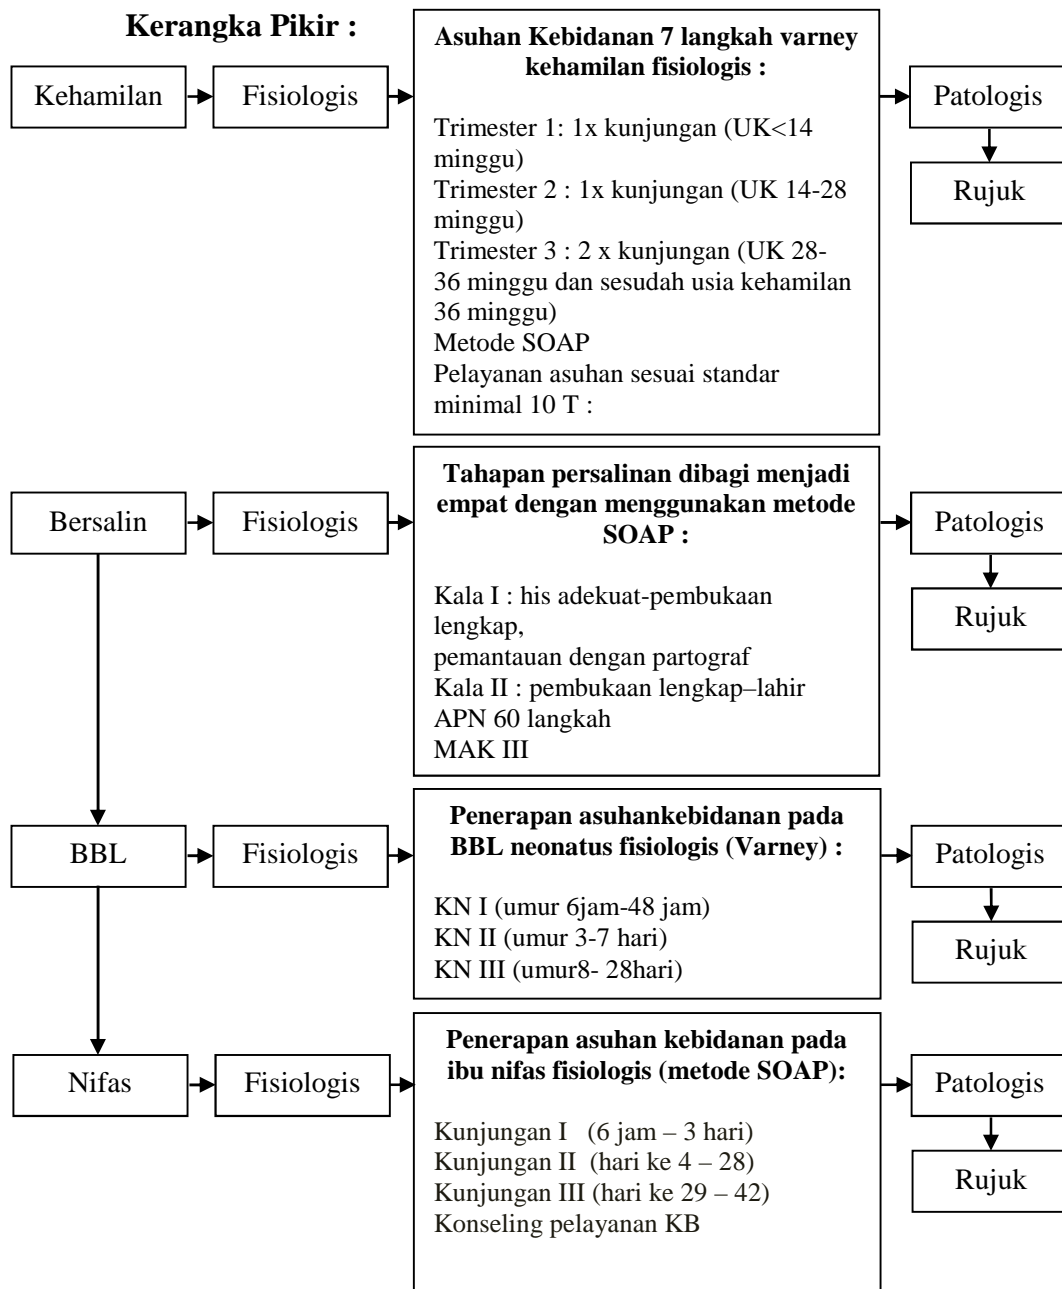 Kerangka Pikir :
Kehamilan
Fisiologis
Asuhan Kebidanan 7 langkah varney
kehamilan fisiologis :
Trimester 1: 1x kunjungan (UK<14
minggu)
Trimester 2 : 1x kunjungan (UK 14-28
minggu)
Trimester 3 : 2 x kunjungan (UK 28-
36 minggu dan sesudah usia kehamilan
36 minggu)
Metode SOAP
Pelayanan asuhan sesuai standar
minimal 10 T :
Patologis
Rujuk
Bersalin
Fisiologis
Tahapan persalinan dibagi menjadi
empat dengan menggunakan metode
SOAP :
Kala I : his adekuat-pembukaan
lengkap,
pemantauan dengan partograf
Kala II : pembukaan lengkap–lahir
APN 60 langkah
MAK III
Patologis
Rujuk
BBL
Fisiologis
Penerapan asuhankebidanan pada
BBL neonatus fisiologis (Varney) :
KN I (umur 6jam-48 jam)
KN II (umur 3-7 hari)
KN III (umur8- 28hari)
Patologis
Rujuk
Nifas
Fisiologis
Penerapan asuhan kebidanan pada
ibu nifas fisiologis (metode SOAP):
Kunjungan I (6 jam – 3 hari)
Kunjungan II (hari ke 4 – 28)
Kunjungan III (hari ke 29 – 42)
Konseling pelayanan KB
Patologis
Rujuk